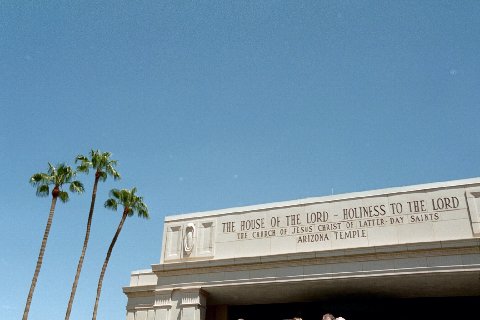 THE HOUSE OF THE LORD - HOLINESS TO THE LORD
THE CHURCH OF JESUS CHRIST OF LATTER-DAY SAINTS
ARIZONA TEMPLE